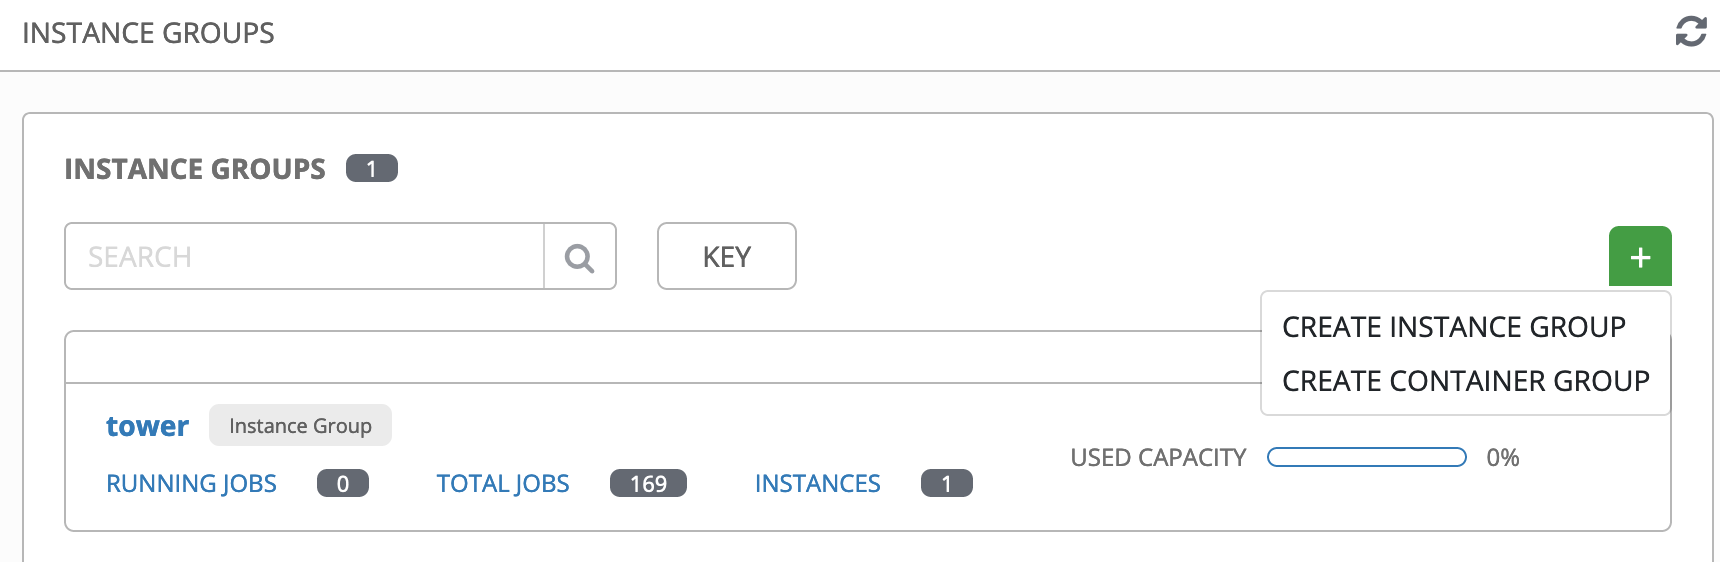 INSTANCE GROUPS
INSTANCE GROUPS 1
SEARCH KEY +
CREATE INSTANCE GROUP
CREATE CONTAINER GROUP
tower Instance Group
USED CAPACITY 0%
RUNNING JOBS 0 TOTAL JOBS 169 INSTANCES 1